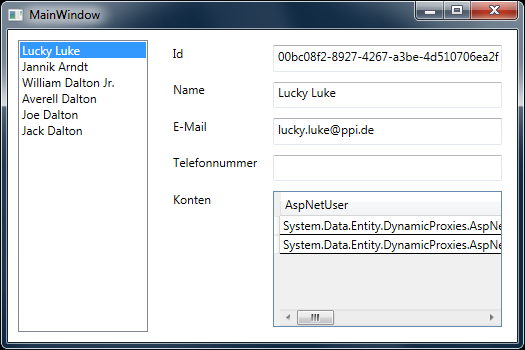 MainWindow
Lucky Luke
Jannik Arndt
William Dalton Jr.
Averell Dalton
Joe Dalton
Jack Dalton
Id
00bc08f2-8927-4267-a3be-4d510706ea2f
Name
Lucky Luke
E-Mail
lucky.luke@ppi.de
Telefonnummer
Konten
AspNetUser
System.Data.Entity.DynamicProxies.AspNe
System.Data.Entity.DynamicProxies.AspNe